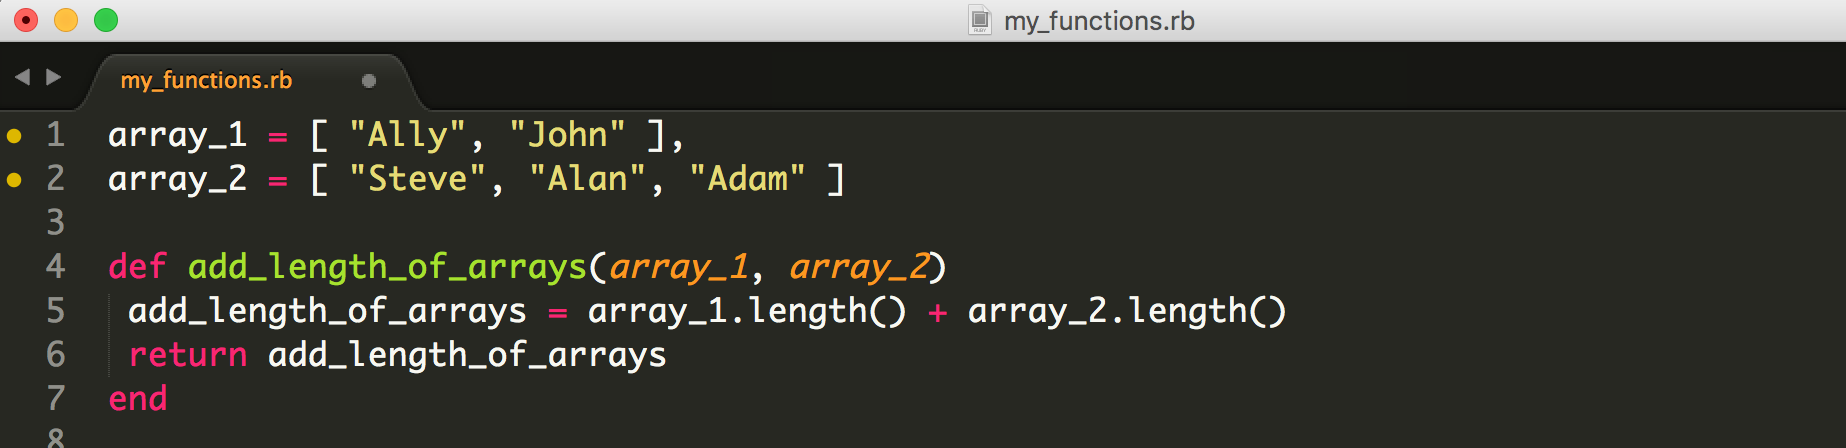 my_functions.rb
my_functions.rb
1 array_1 = [ "Ally", "John" ],
2 array_2 = [ "Steve", "Alan", "Adam" ]
3
4 def add_length_of_arrays(array_1, array_2)
5 add_length_of_arrays = array_1.length() + array_2.length()
6 return add_length_of_arrays
7 end
8